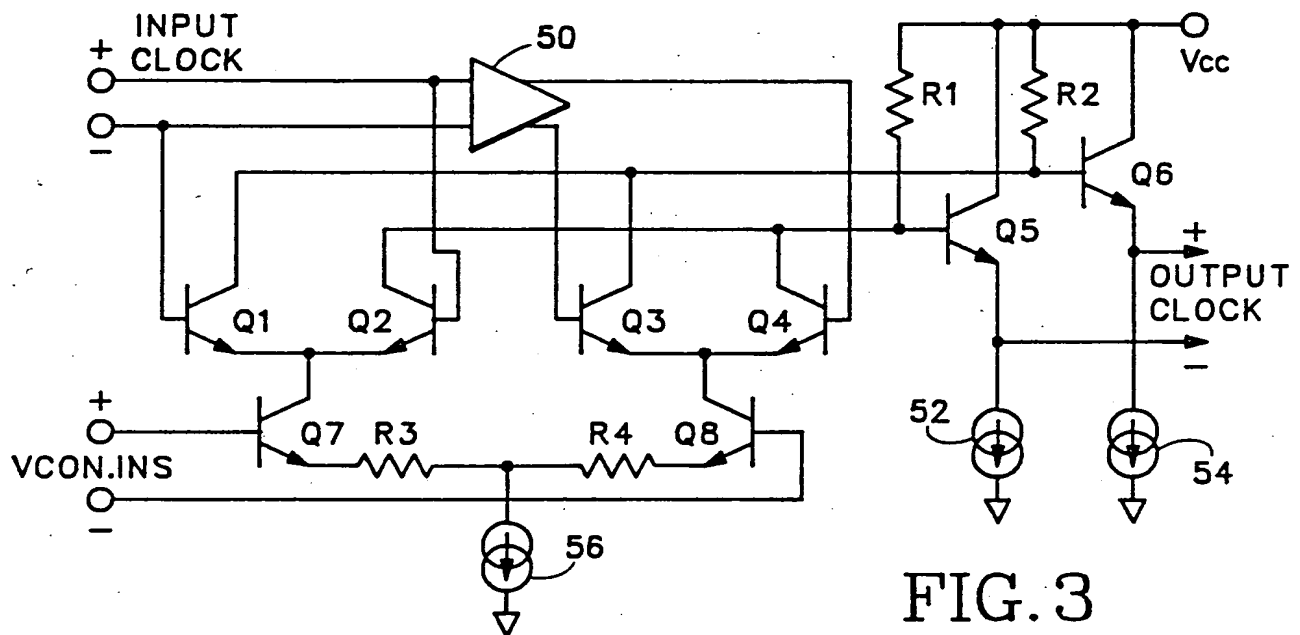 INPUT
CLOCK
+
−
50
R1
R2
Vcc
Q6
Q5
+
OUTPUT
CLOCK
−
Q1
Q2
Q3
Q4
+
VCON.INS
−
Q7
R3
R4
Q8
52
54
56
FIG. 3